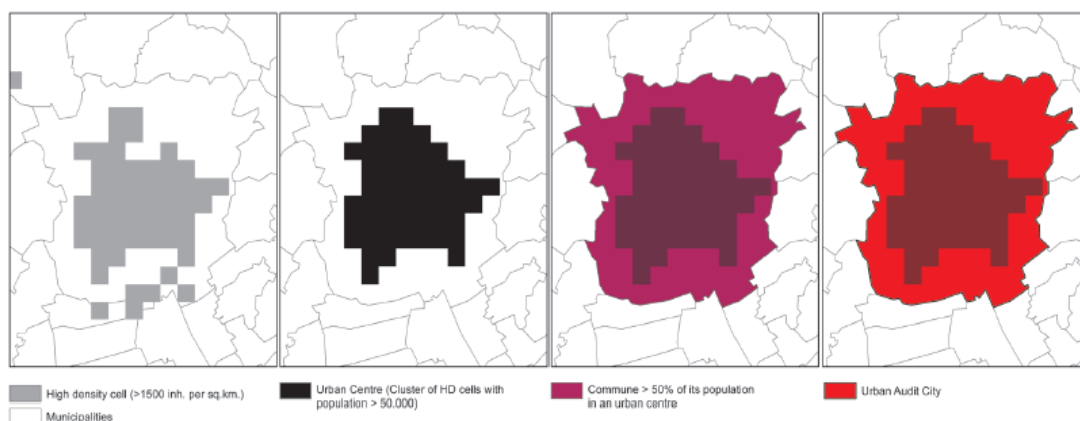 High density cell (>1500 inh. per sq.km.)
Municipalities
Urban Centre (Cluster of HD cells with
population > 50.000)
Commune > 50% of its population
in an urban centre
Urban Audit City